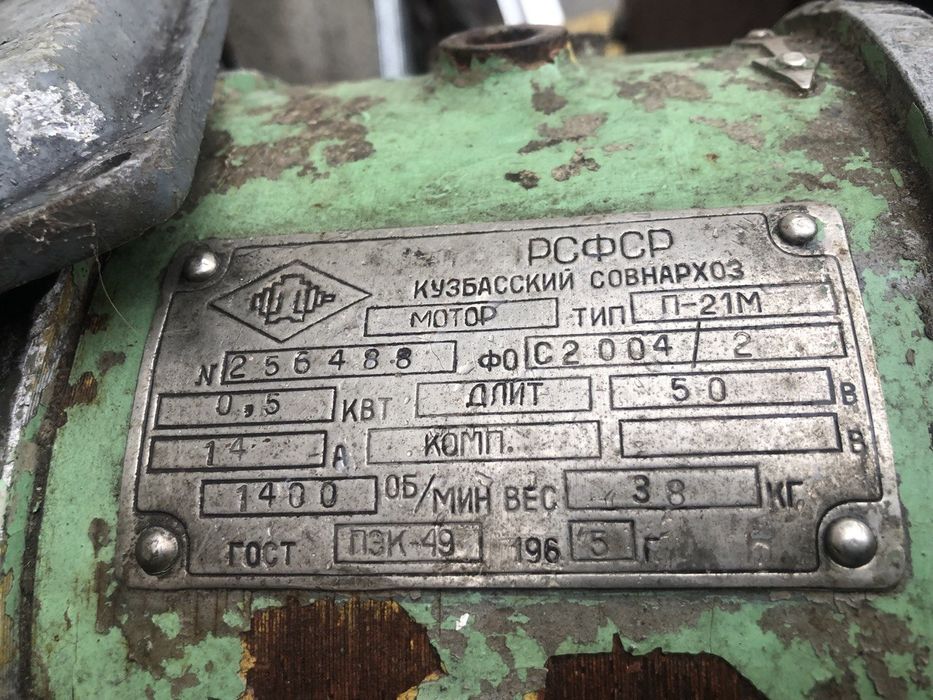 РСФСР
КУЗБАССКИЙ СОВНАРХОЗ
МОТОР ТИП П-21М
N 256488 ФО С2004/2
0,5 КВТ ДЛИТ 50 В
14 А КОМП. В
1400 ОБ/МИН ВЕС 38 КГ.
ГОСТ ПЭК-49 1965 Г